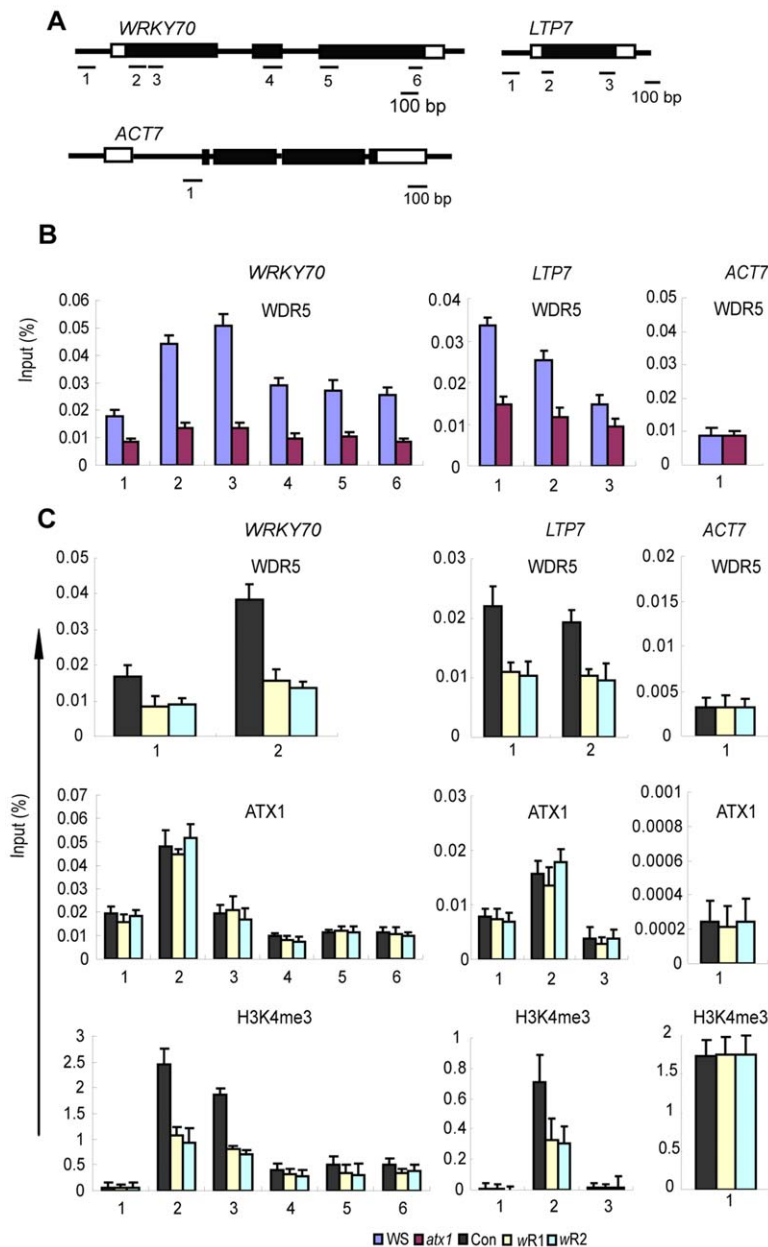 A
WRKY70
LTP7
1 2 3 4 5 6
100 bp
1 2 3
100 bp
ACT7
1
100 bp
B
WRKY70
LTP7
ACT7
WDR5
WDR5
WDR5
Input (%)
0.06
0.05
0.04
0.03
0.02
0.01
0
1 2 3 4 5 6
0.04
0.03
0.02
0.01
0
1 2 3
0.05
0.04
0.03
0.02
0.01
0
1
C
WRKY70
LTP7
ACT7
WDR5
WDR5
WDR5
0.05
0.04
0.03
0.02
0.01
0
1 2
0.03
0.02
0.01
0
1 2
0.02
0.015
0.01
0.005
0
1
Input (%)
ATX1
ATX1
ATX1
0.07
0.06
0.05
0.04
0.03
0.02
0.01
0
1 2 3 4 5 6
0.03
0.02
0.01
0
1 2 3
0.001
0.0008
0.0006
0.0004
0.0002
0
1
H3K4me3
H3K4me3
H3K4me3
3
2.5
2
1.5
1
0.5
0
1 2 3 4 5 6
1
0.8
0.6
0.4
0.2
0
1 2 3
2
1.5
1
0.5
0
1
WS atx1 Con wR1 wR2